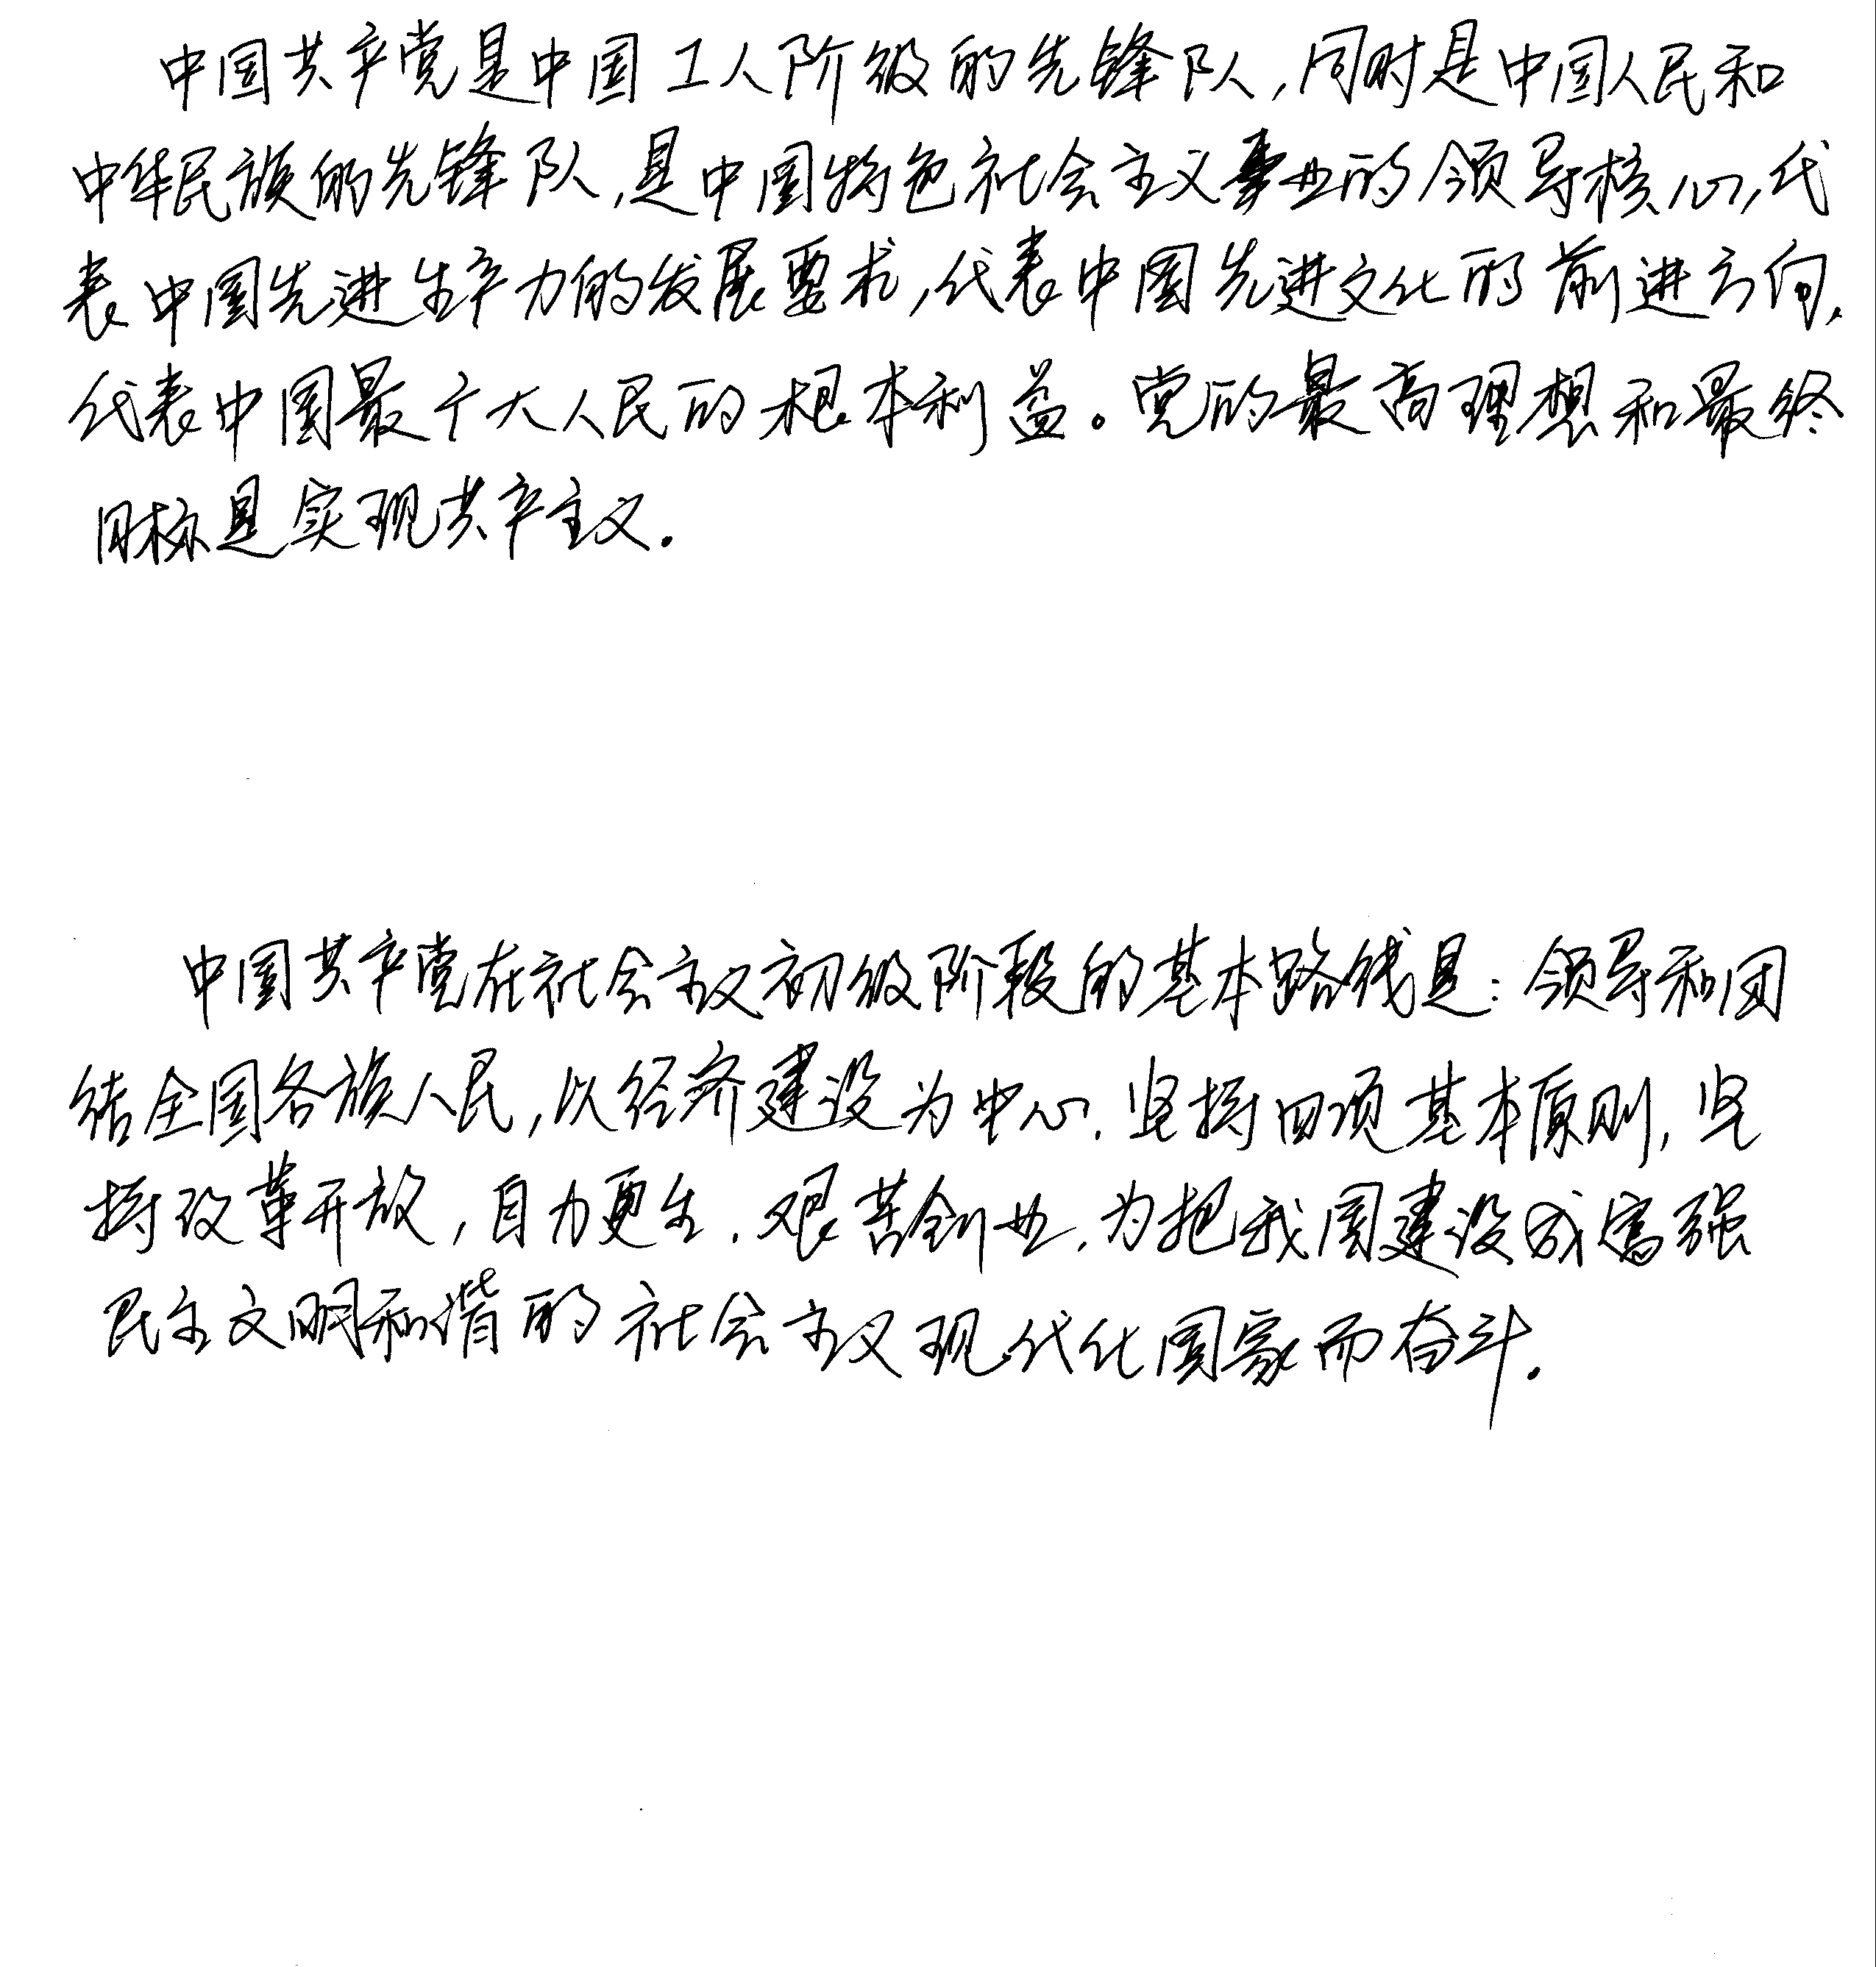 中国共产党是中国工人阶级的先锋队,同时是中国人民和
中华民族的先锋队,是中国特色社会主义事业的领导核心,代
表中国先进生产力的发展要求,代表中国先进文化的前进方向,
代表中国最广大人民的根本利益。党的最高理想和最终
目标是实现共产主义.
中国共产党在社会主义初级阶段的基本路线是:领导和团
结全国各族人民,以经济建设为中心.坚持四项基本原则,坚
持改革开放,自力更生.艰苦创业.为把我国建设成富强
民主文明和谐的社会主义现代化国家而奋斗.